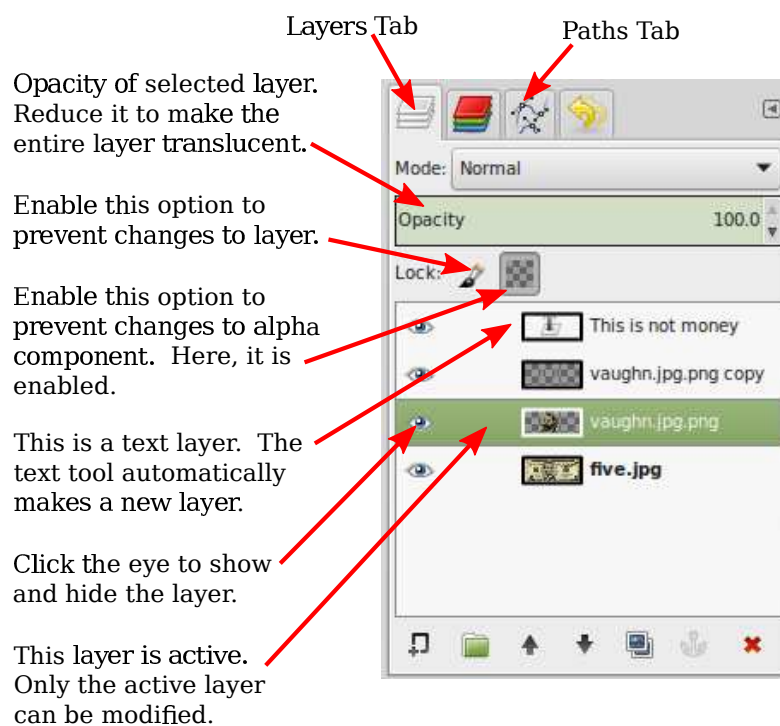 Layers Tab
Paths Tab
Opacity of selected layer.
Reduce it to make the
entire layer translucent.
Enable this option to
prevent changes to layer.
Enable this option to
prevent changes to alpha
component.  Here, it is
enabled.
This is a text layer.  The
text tool automatically
makes a new layer.
Click the eye to show
and hide the layer.
This layer is active.
Only the active layer
can be modified.
Mode: Normal
Opacity 100.0
Lock:
This is not money
vaughn.jpg.png copy
vaughn.jpg.png
five.jpg